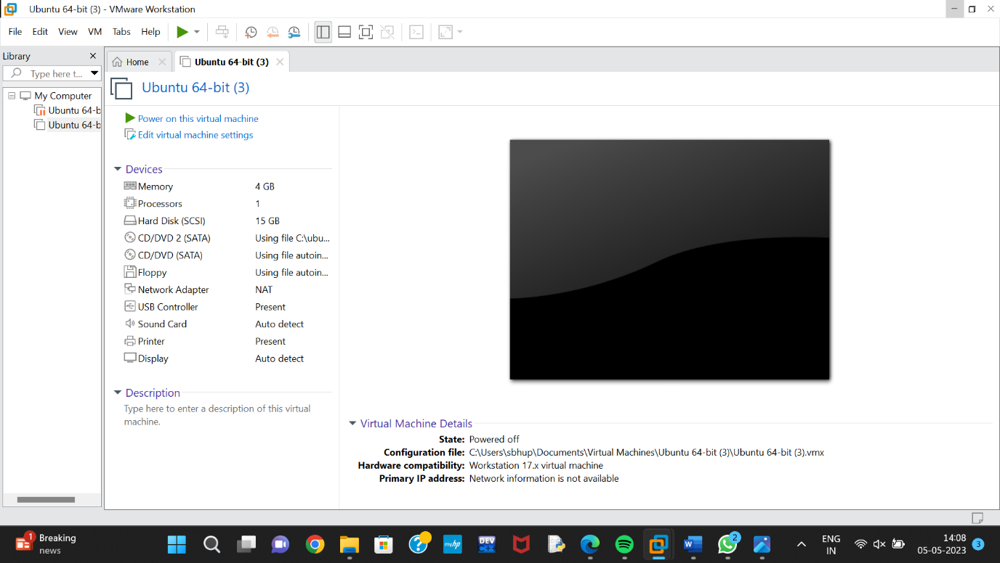 Ubuntu 64-bit (3) - VMware Workstation
File Edit View VM Tabs Help
Library
Type here t...
My Computer
Ubuntu 64-b
Ubuntu 64-b
Home
Ubuntu 64-bit (3)
Ubuntu 64-bit (3)
Power on this virtual machine
Edit virtual machine settings
Devices
Memory 4 GB
Processors 1
Hard Disk (SCSI) 15 GB
CD/DVD 2 (SATA) Using file C:\ubu...
CD/DVD (SATA) Using file autoin...
Floppy Using file autoin...
Network Adapter NAT
USB Controller Present
Sound Card Auto detect
Printer Present
Display Auto detect
Description
Type here to enter a description of this virtual
machine.
Virtual Machine Details
State: Powered off
Configuration file: C:\Users\sbhup\Documents\Virtual Machines\Ubuntu 64-bit (3)\Ubuntu 64-bit (3).vmx
Hardware compatibility: Workstation 17.x virtual machine
Primary IP address: Network information is not available
1
Breaking
news
myhp
DEV
C++
W
2
ENG
IN
14:08
05-05-2023
3